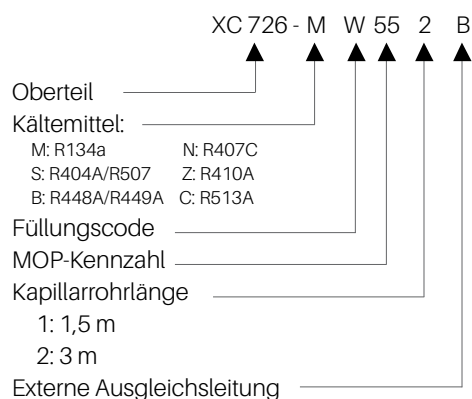 XC 726 - M W 55 2 B
Oberteil
Kältemittel:
M: R134a N: R407C
S: R404A/R507 Z: R410A
B: R448A/R449A C: R513A
Füllungscode
MOP-Kennzahl
Kapillarrohrlänge
1: 1,5 m
2: 3 m
Externe Ausgleichsleitung